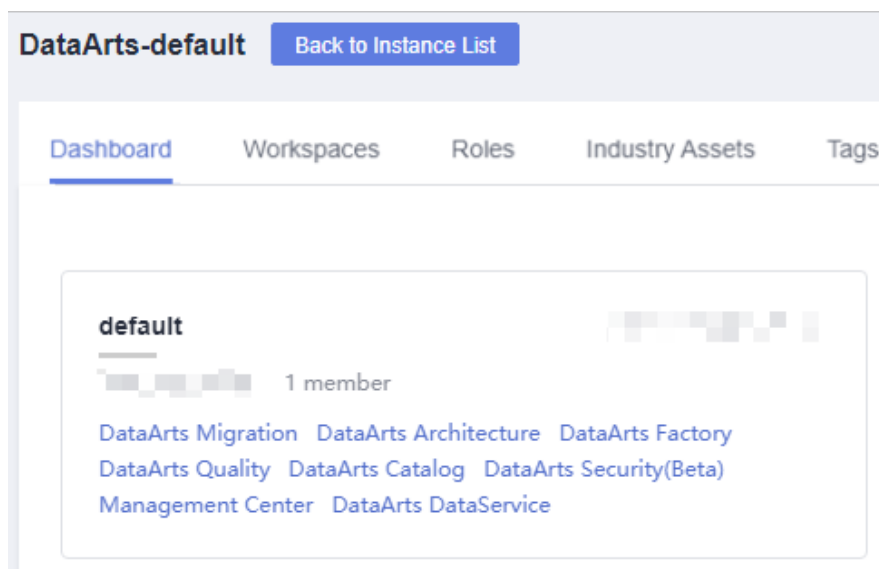 DataArts-default Back to Instance List
Dashboard Workspaces Roles Industry Assets Tags
default
1 member
DataArts Migration DataArts Architecture DataArts Factory
DataArts Quality DataArts Catalog DataArts Security(Beta)
Management Center DataArts DataService